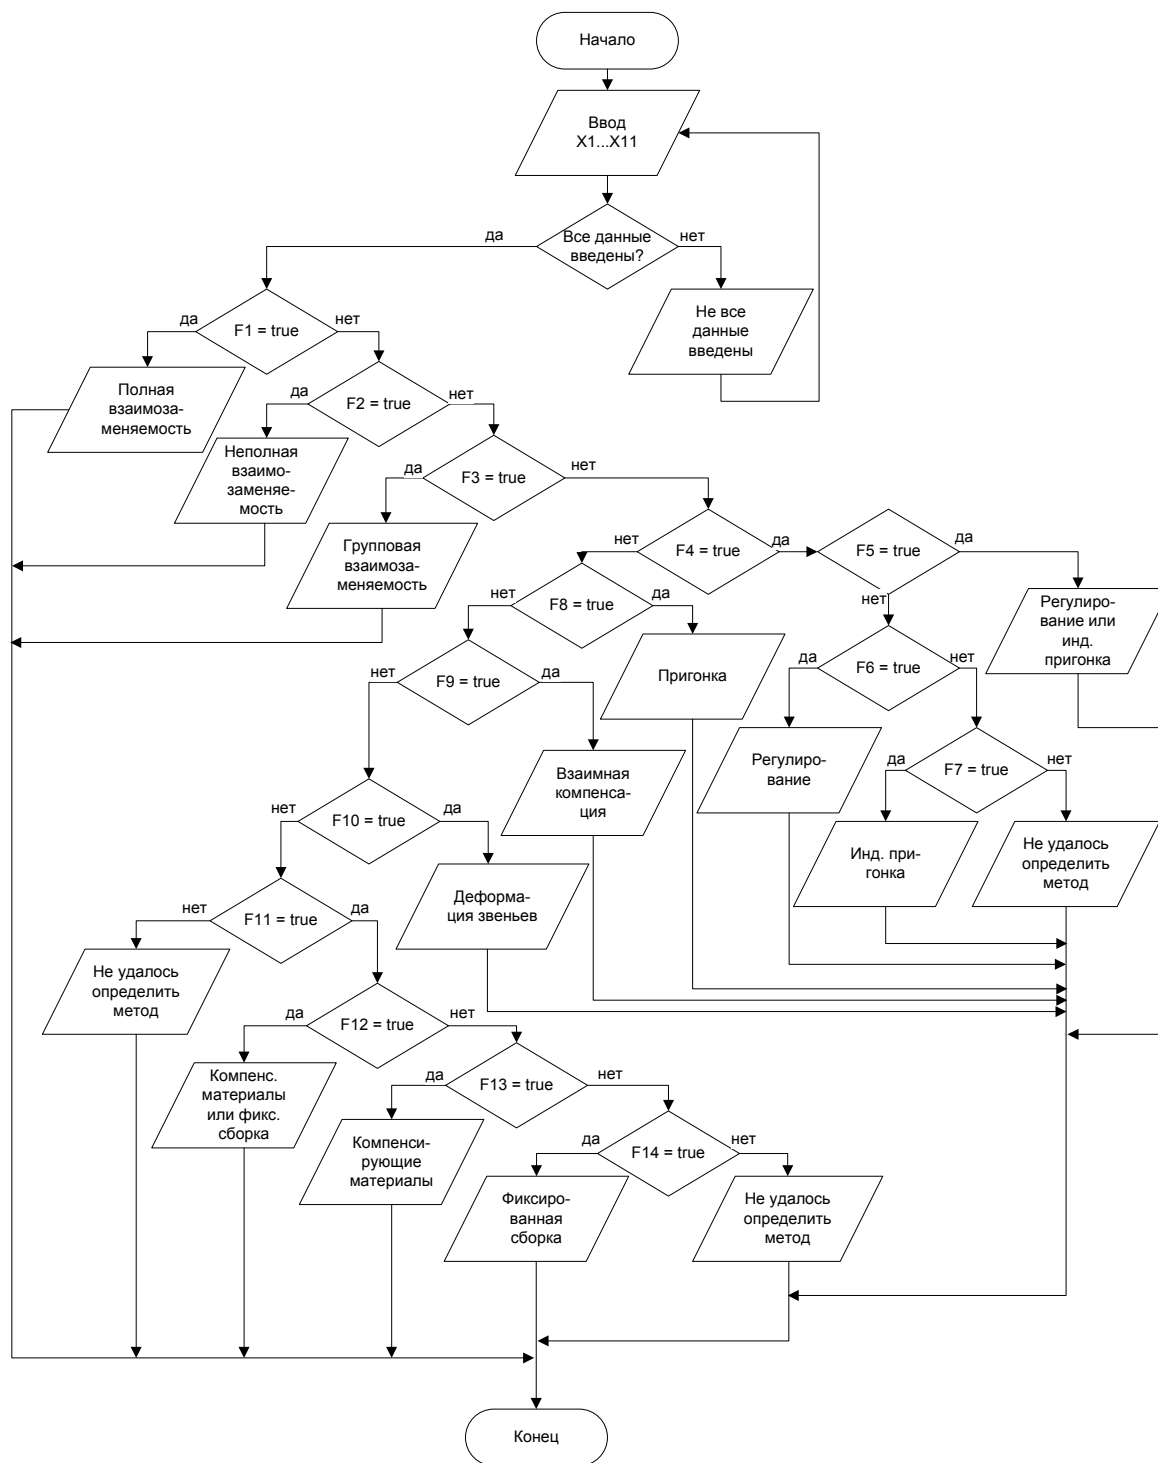 Начало
Ввод
X1...X11
Все данные
введены?
да
нет
Не все
данные
введены
F1 = true
да
нет
Полная
взаимоза-
меняемость
F2 = true
да
нет
Неполная
взаимо-
заменяе-
мость
F3 = true
да
нет
Групповая
взаимоза-
меняемость
F4 = true
нет
да
F5 = true
да
нет
Регулиро-
вание или
инд.
пригонка
F8 = true
нет
да
Пригонка
F6 = true
да
нет
Регулиро-
вание
F9 = true
нет
да
Взаимная
компенса-
ция
F7 = true
да
нет
Инд. при-
гонка
Не удалось
определить
метод
F10 = true
нет
да
Деформа-
ция звеньев
F11 = true
нет
да
Не удалось
определить
метод
F12 = true
да
нет
Компенс.
материалы
или фикс.
сборка
F13 = true
да
нет
Компенси-
рующие
материалы
F14 = true
да
нет
Фиксиро-
ванная
сборка
Не удалось
определить
метод
Конец